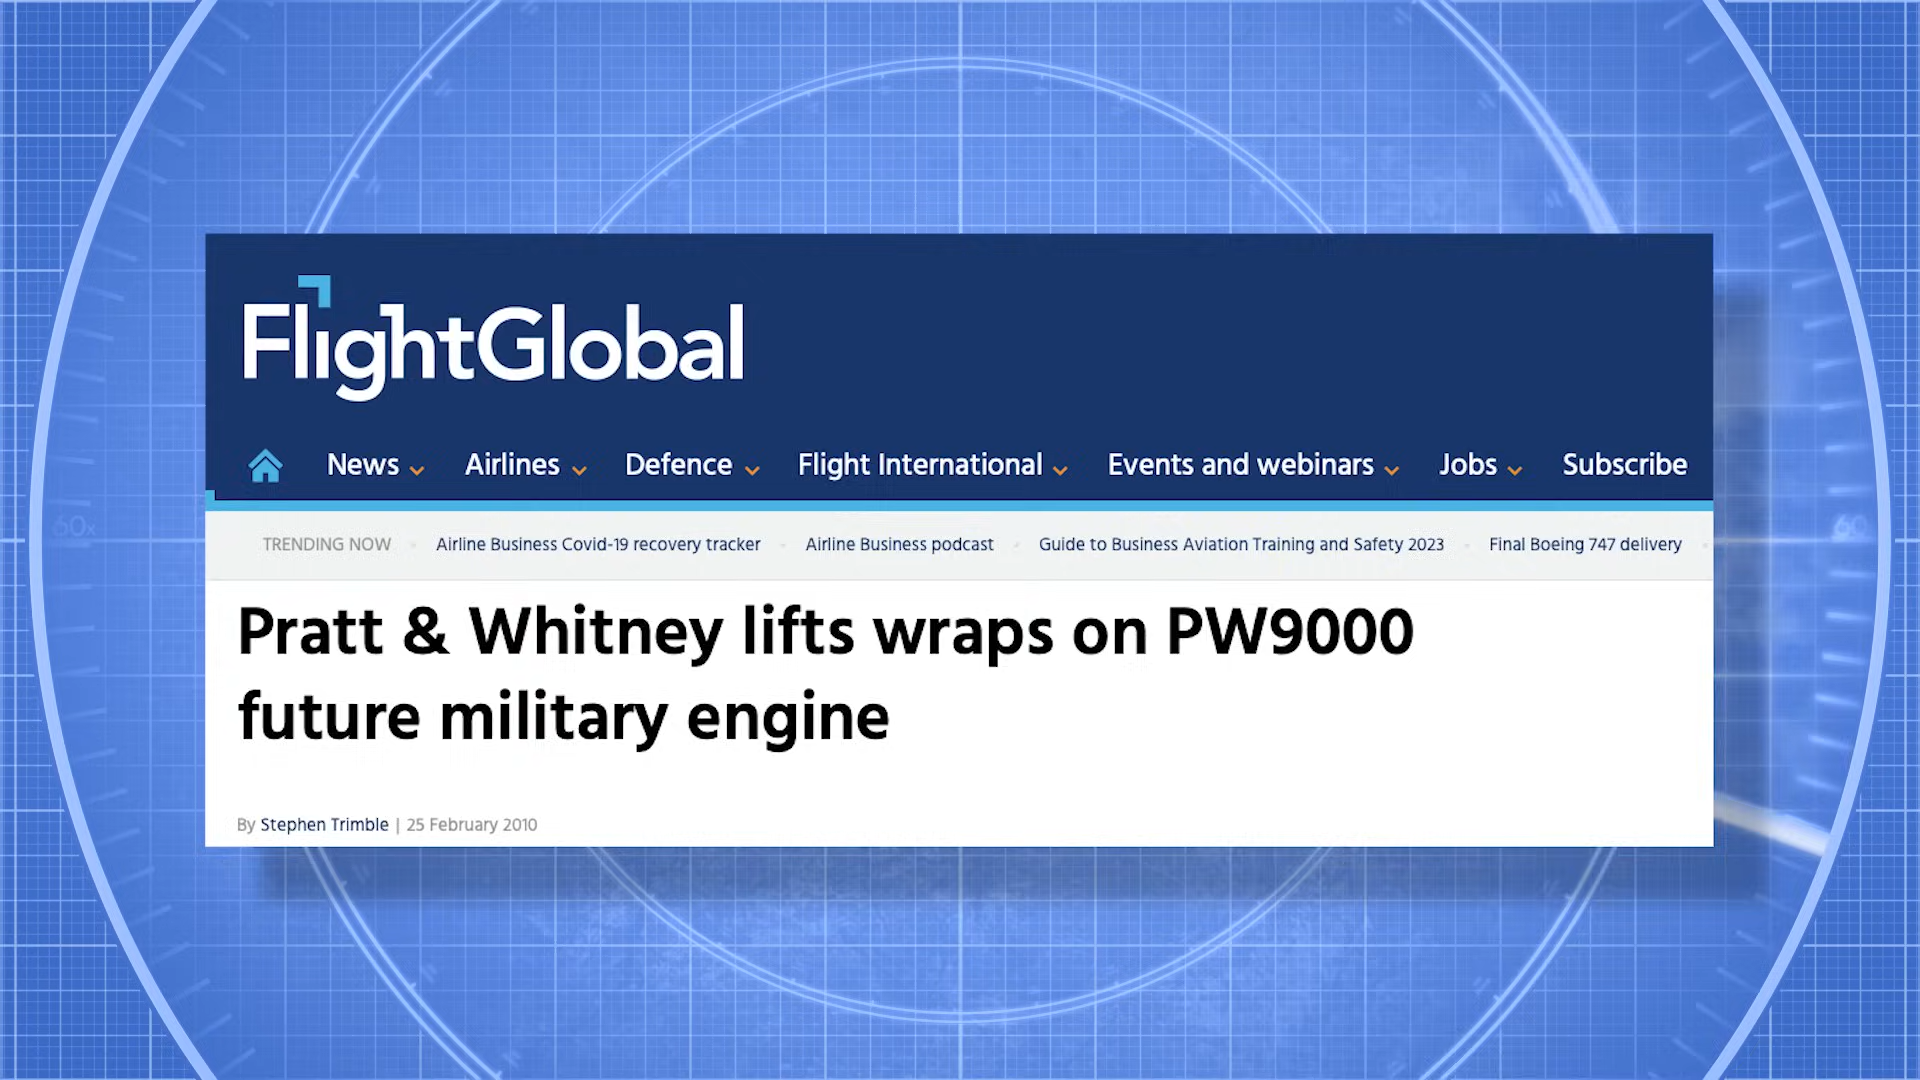 FlightGlobal
News Airlines Defence Flight International Events and webinars Jobs Subscribe
TRENDING NOW Airline Business Covid-19 recovery tracker Airline Business podcast Guide to Business Aviation Training and Safety 2023 Final Boeing 747 delivery
Pratt & Whitney lifts wraps on PW9000
future military engine
By Stephen Trimble | 25 February 2010
60x
60